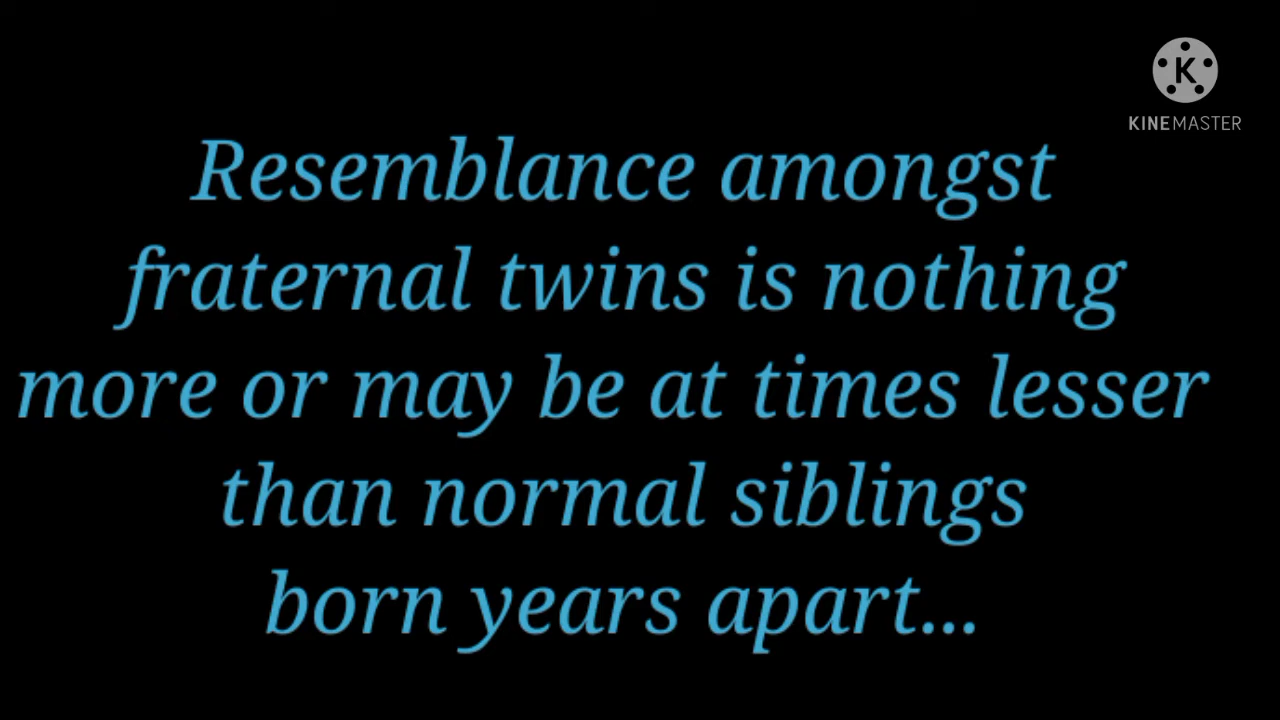 K
KINEMASTER
Resemblance amongst
fraternal twins is nothing
more or may be at times lesser
than normal siblings
born years apart...